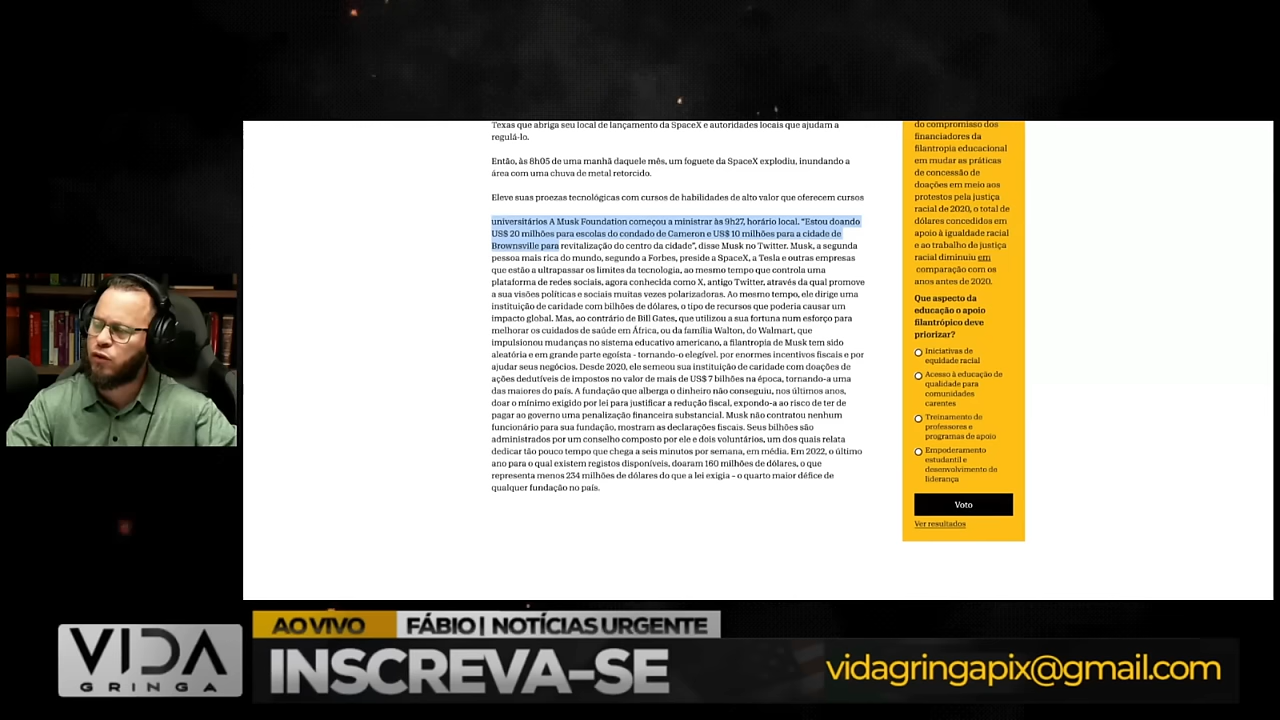 Texas que abriga seu local de lançamento da SpaceX e autoridades locais que ajudam a
regulá-lo.
Então, às 8h05 de uma manhã daquele mês, um foguete da SpaceX explodiu, inundando a
área com uma chuva de metal retorcido.
Eleve suas proezas tecnológicas com cursos de habilidades de alto valor que oferecem cursos
universitários A Musk Foundation começou a ministrar às 9h27, horário local. “Estou doando
US$ 20 milhões para escolas do condado de Cameron e US$ 10 milhões para a cidade de
Brownsville para revitalização do centro da cidade”, disse Musk no Twitter. Musk, a segunda
pessoa mais rica do mundo, segundo a Forbes, preside a SpaceX, a Tesla e outras empresas
que estão a ultrapassar os limites da tecnologia, ao mesmo tempo que controla uma
plataforma de redes sociais, agora conhecida como X, antigo Twitter, através da qual promove
a sua visões políticas e sociais muitas vezes polarizadoras. Ao mesmo tempo, ele dirige uma
instituição de caridade com bilhões de dólares, o tipo de recursos que poderia causar um
impacto global. Mas, ao contrário de Bill Gates, que utilizou a sua fortuna num esforço para
melhorar os cuidados de saúde em África, ou da família Walton, do Walmart, que
impulsionou mudanças no sistema educativo americano, a filantropia de Musk tem sido
aleatória e em grande parte egoísta - tornando-o elegível. por enormes incentivos fiscais e por
ajudar seus negócios. Desde 2020, ele semeou sua instituição de caridade com doações de
ações dedutíveis de impostos no valor de mais de US$ 7 bilhões na época, tornando-a uma
das maiores do país. A fundação que alberga o dinheiro não conseguiu, nos últimos anos,
doar o mínimo exigido por lei para justificar a redução fiscal, expondo-a ao risco de ter de
pagar ao governo uma penalização financeira substancial. Musk não contratou nenhum
funcionário para sua fundação, mostram as declarações fiscais. Seus bilhões são
administrados por um conselho composto por ele e dois voluntários, um dos quais relata
dedicar tão pouco tempo que chega a seis minutos por semana, em média. Em 2022, o último
ano para o qual existem registos disponíveis, doaram 160 milhões de dólares, o que
representa menos 234 milhões de dólares do que a lei exigia – o quarto maior défice de
qualquer fundação no país.
do compromisso dos
financiadores da
filantropia educacional
em mudar as práticas
de concessão de
doações em meio aos
protestos pela justiça
racial de 2020, o total de
dólares concedidos em
apoio à igualdade racial
e ao trabalho de justiça
racial diminuiu em
comparação com os
anos antes de 2020.
Que aspecto da
educação o apoio
filantrópico deve
priorizar?
Iniciativas de
equidade racial
Acesso à educação de
qualidade para
comunidades
carentes
Treinamento de
professores e
programas de apoio
Empoderamento
estudantil e
desenvolvimento de
liderança
Voto
Ver resultados
VIDA
GRINGA
AO VIVO
FÁBIO | NOTÍCIAS URGENTE
INSCREVA-SE
vidagringapix@gmail.com